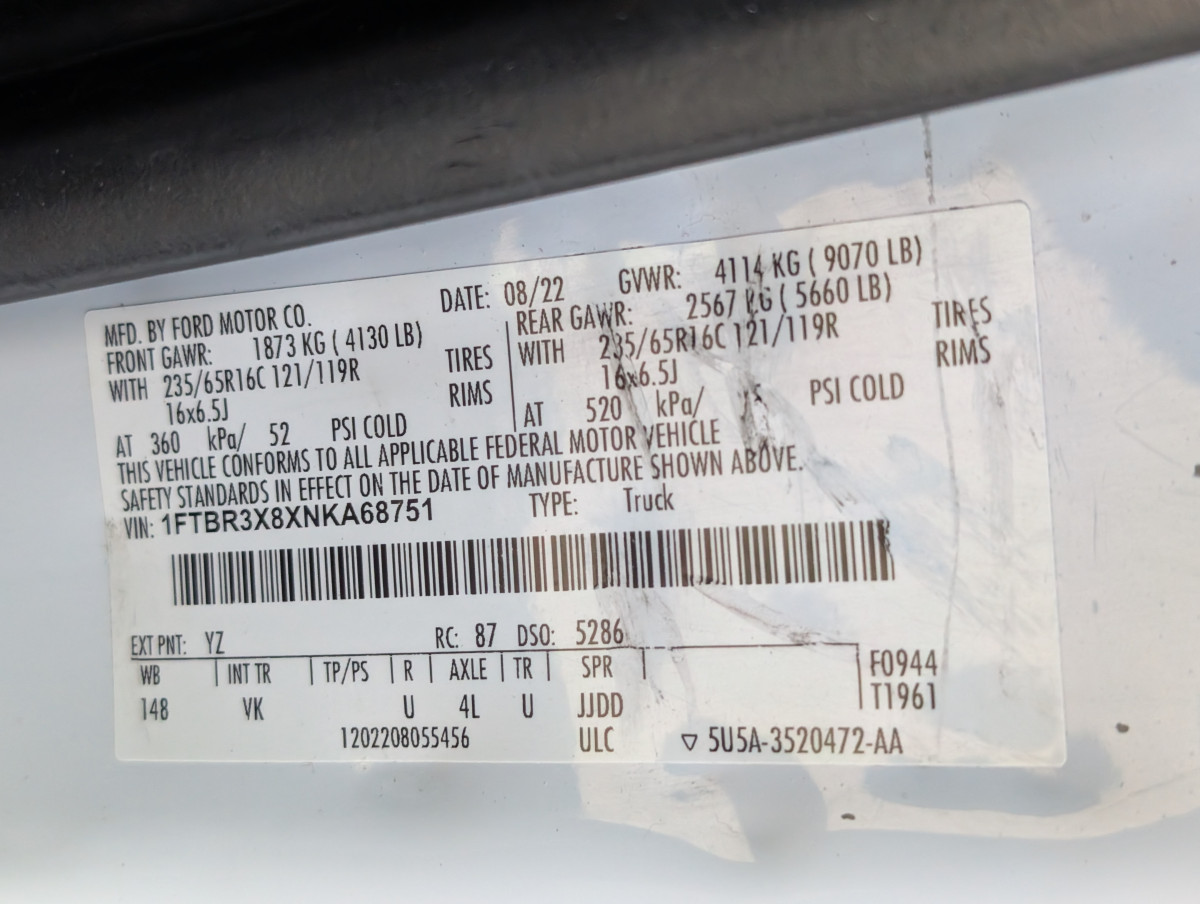 MFD. BY FORD MOTOR CO. DATE: 08/22 GVWR: 4114 KG ( 9070 LB)
FRONT GAWR: 1873 KG ( 4130 LB) REAR GAWR: 2567 KG ( 5660 LB)
WITH 235/65R16C 121/119R TIRES WITH 235/65R16C 121/119R TIRES
16x6.5J RIMS 16x6.5J RIMS
AT 360 kPa/ 52 PSI COLD AT 520 kPa/ PSI COLD
THIS VEHICLE CONFORMS TO ALL APPLICABLE FEDERAL MOTOR VEHICLE
SAFETY STANDARDS IN EFFECT ON THE DATE OF MANUFACTURE SHOWN ABOVE.
VIN: 1FTBR3X8XNKA68751 TYPE: Truck
EXT PNT: YZ RC: 87 DSO: 5286
WB INT TR TP/PS R AXLE TR SPR F0944
148 VK U 4L U JJDD T1961
1202208055456 ULC ▽ 5U5A-3520472-AA